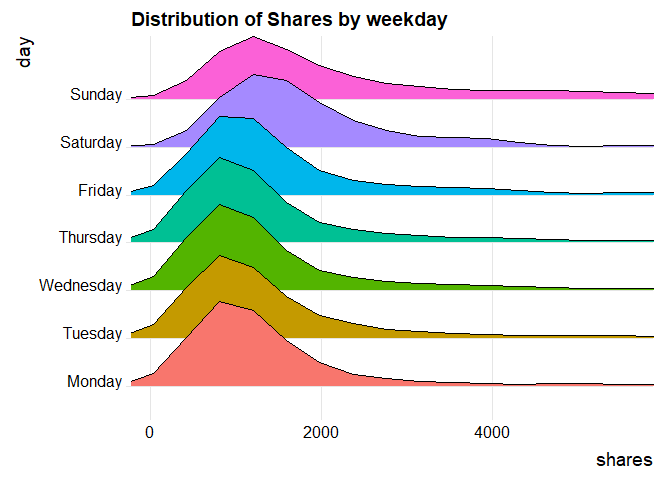 Distribution of Shares by weekday
day
Sunday
Saturday
Friday
Thursday
Wednesday
Tuesday
Monday
0 2000 4000
shares